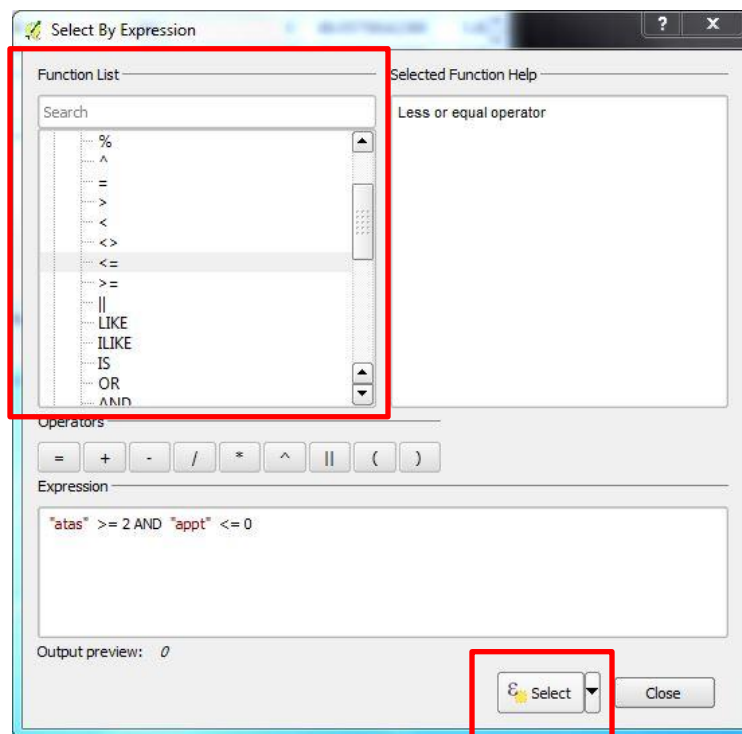 Select By Expression
? x
Function List
Selected Function Help
Search
Less or equal operator
%
^
=
>
<
<>
<=
>=
||
LIKE
ILIKE
IS
OR
AND
Operators
= + - / * ^ || ( )
Expression
"atas" >= 2 AND "appt" <= 0
Output preview: 0
ε Select
Close